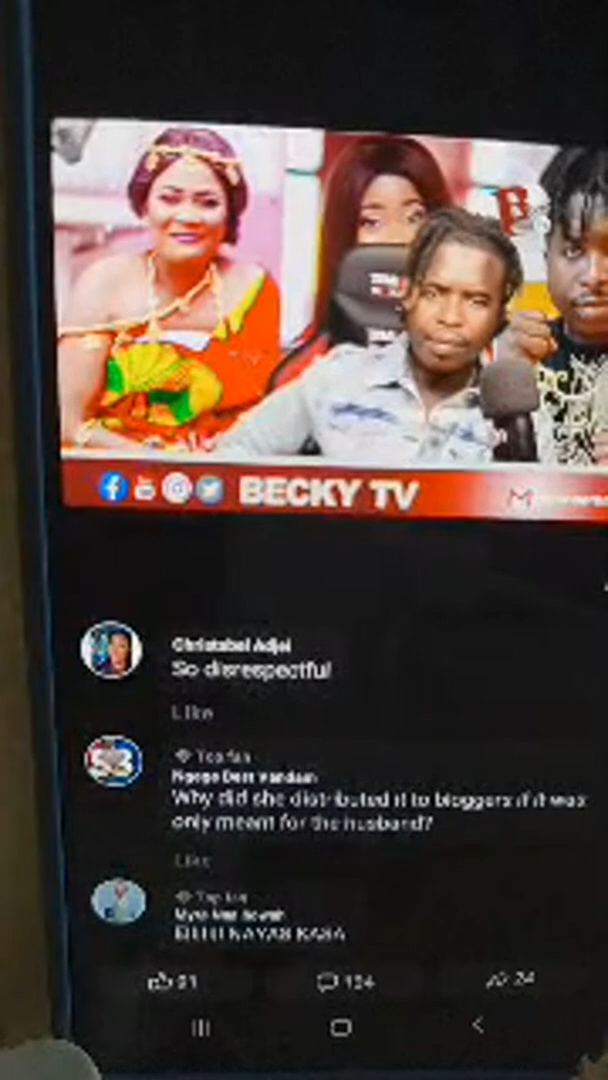 BECKY TV
Christabel Adjei
So disrespectful
Like
Top fan
Why did she distributed it to bloggers if it was
only meant for the husband?
Like
Top fan
91 134 24